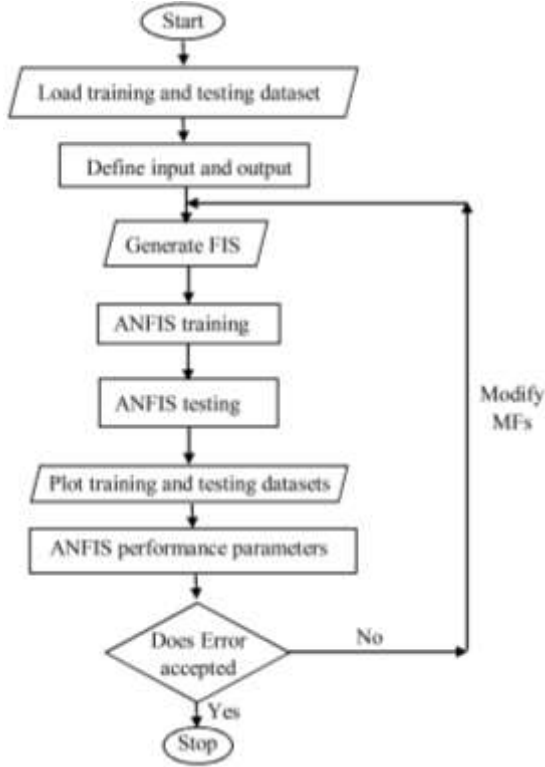 Start
Load training and testing dataset
Define input and output
Generate FIS
ANFIS training
ANFIS testing
Modify
MFs
Plot training and testing datasets
ANFIS performance parameters
Does Error
accepted
No
Yes
Stop